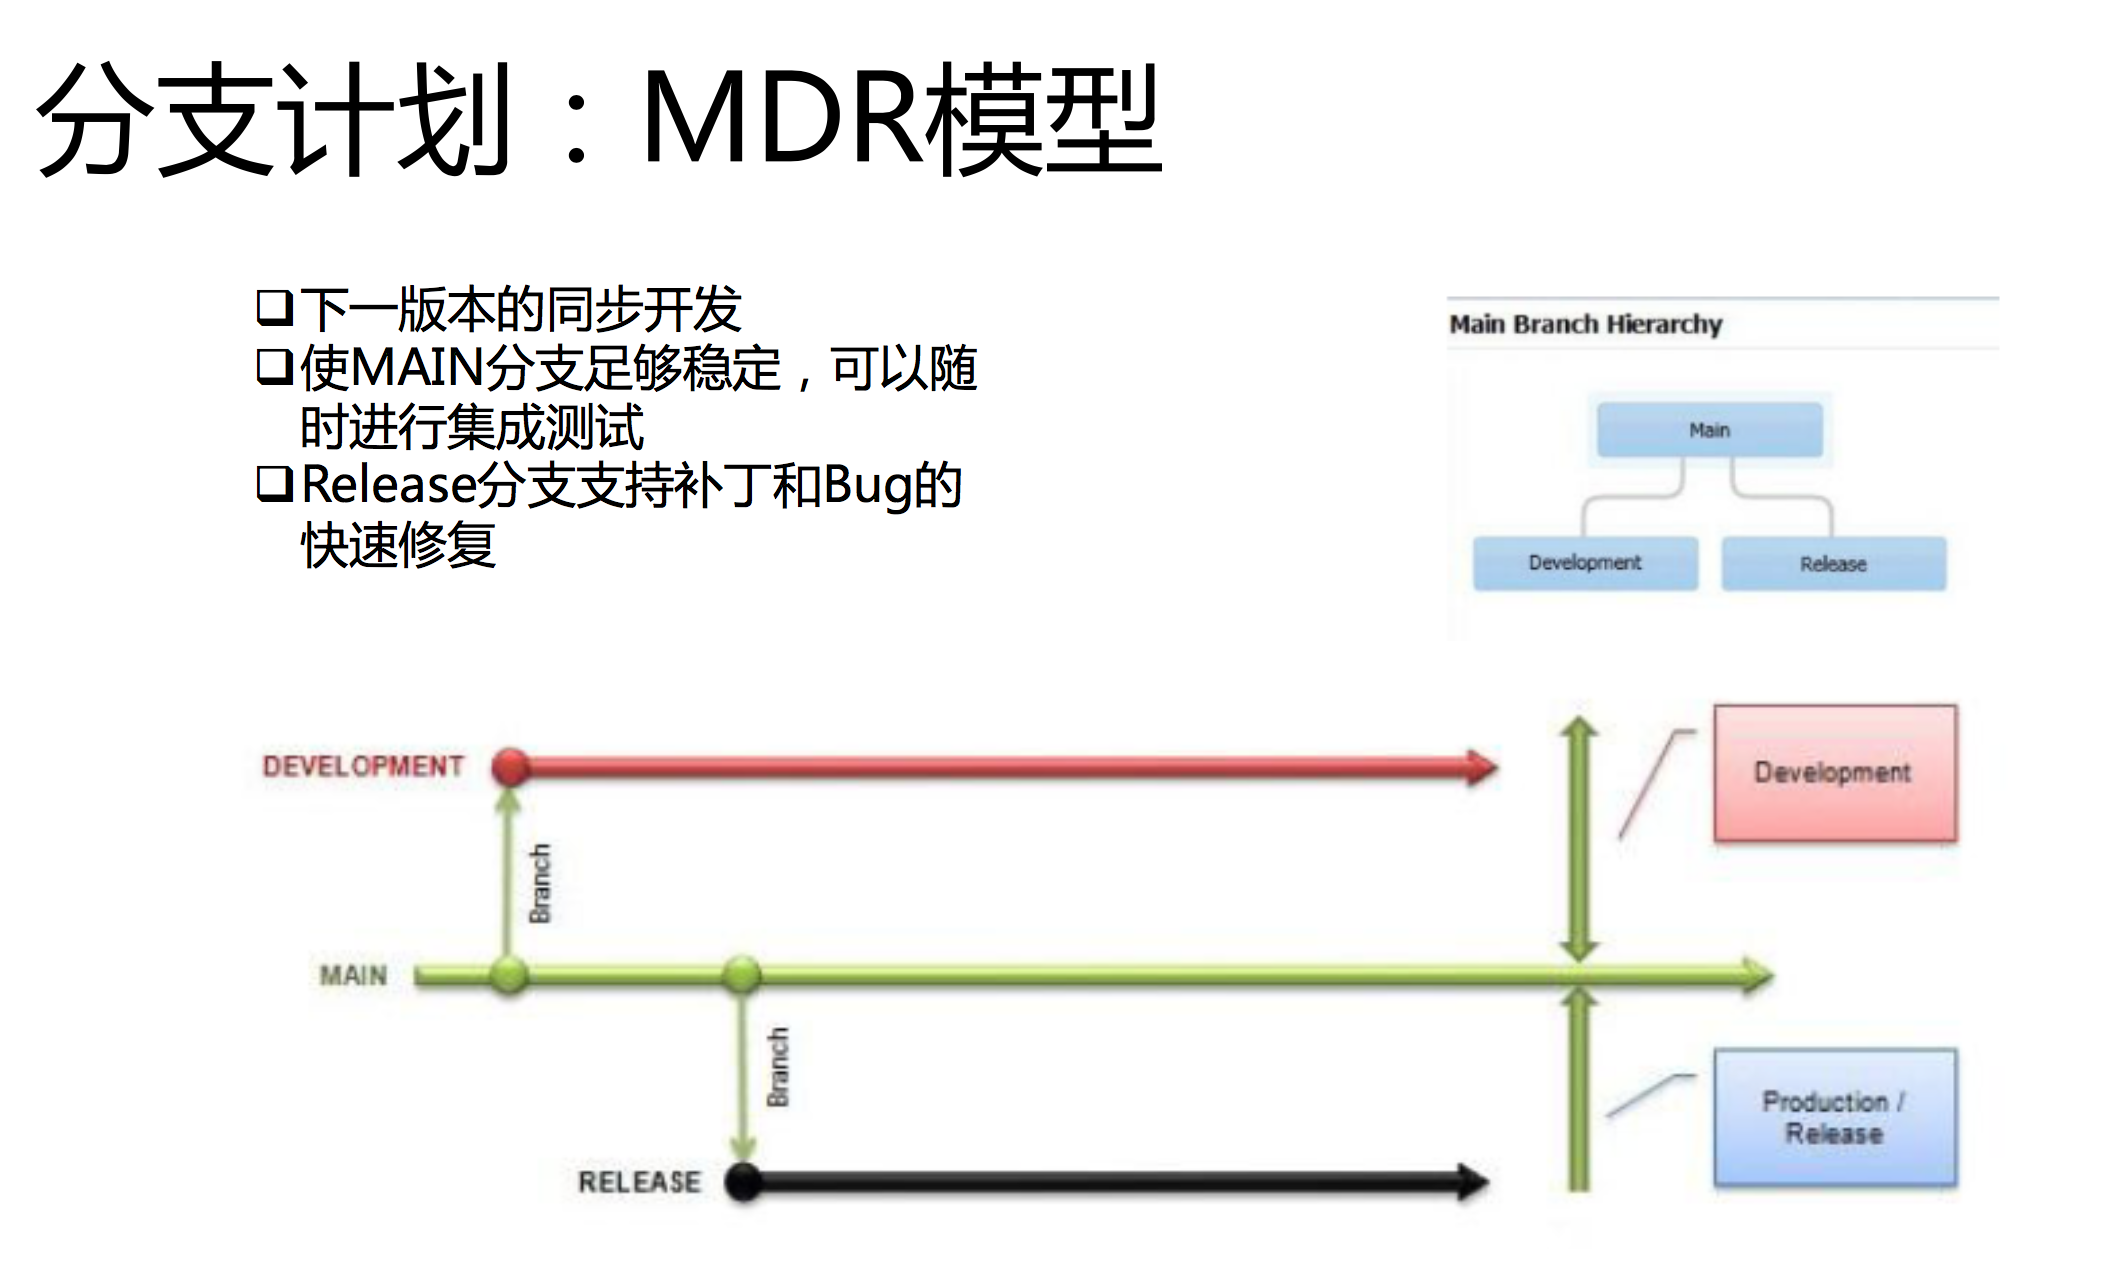 分支计划：MDR模型
❑下一版本的同步开发
❑使MAIN分支足够稳定，可以随
时进行集成测试
❑Release分支支持补丁和Bug的
快速修复
Main Branch Hierarchy
Main
Development
Release
DEVELOPMENT
Branch
Development
MAIN
Branch
Production /
Release
RELEASE